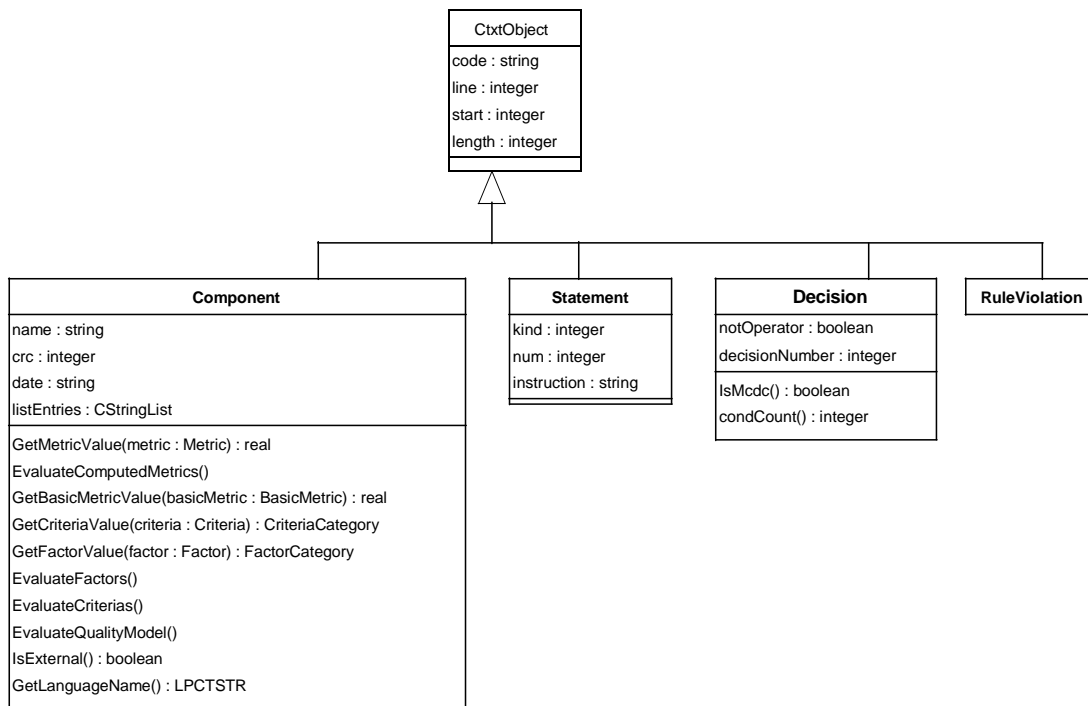 CtxtObject
code : string
line : integer
start : integer
length : integer
Component
name : string
crc : integer
date : string
listEntries : CStringList
GetMetricValue(metric : Metric) : real
EvaluateComputedMetrics()
GetBasicMetricValue(basicMetric : BasicMetric) : real
GetCriteriaValue(criteria : Criteria) : CriteriaCategory
GetFactorValue(factor : Factor) : FactorCategory
EvaluateFactors()
EvaluateCriterias()
EvaluateQualityModel()
IsExternal() : boolean
GetLanguageName() : LPCTSTR
Statement
kind : integer
num : integer
instruction : string
Decision
notOperator : boolean
decisionNumber : integer
IsMcdc() : boolean
condCount() : integer
RuleViolation